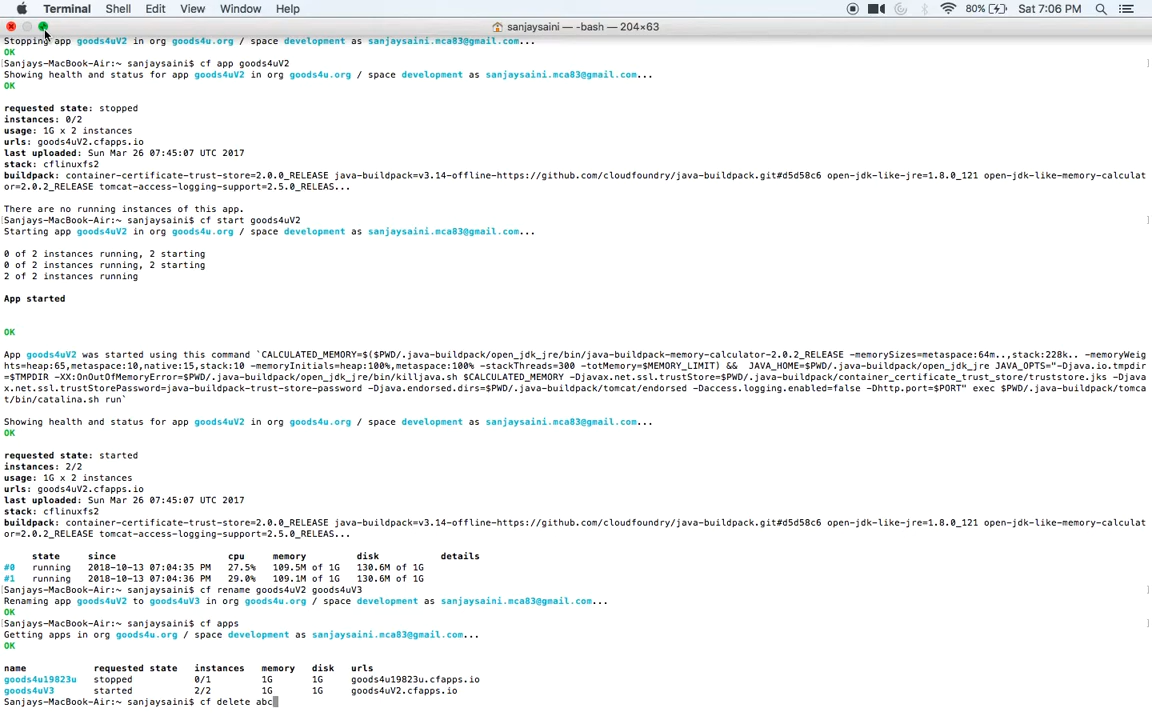 Terminal Shell Edit View Window Help 80% Sat 7:06 PM
sanjaysaini — -bash — 204×63
Stopping app goods4uV2 in org goods4u.org / space development as sanjaysaini.mca83@gmail.com...
OK
[Sanjays-MacBook-Air:~ sanjaysaini$ cf app goods4uV2 ]
Showing health and status for app goods4uV2 in org goods4u.org / space development as sanjaysaini.mca83@gmail.com...
OK
requested state: stopped
instances: 0/2
usage: 1G x 2 instances
urls: goods4uV2.cfapps.io
last uploaded: Sun Mar 26 07:45:07 UTC 2017
stack: cflinuxfs2
buildpack: container-certificate-trust-store=2.0.0_RELEASE java-buildpack=v3.14-offline-https://github.com/cloudfoundry/java-buildpack.git#d5d58c6 open-jdk-like-jre=1.8.0_121 open-jdk-like-memory-calculat
or=2.0.2_RELEASE tomcat-access-logging-support=2.5.0_RELEAS...
There are no running instances of this app.
[Sanjays-MacBook-Air:~ sanjaysaini$ cf start goods4uV2 ]
Starting app goods4uV2 in org goods4u.org / space development as sanjaysaini.mca83@gmail.com...
0 of 2 instances running, 2 starting
0 of 2 instances running, 2 starting
2 of 2 instances running
App started
OK
App goods4uV2 was started using this command `CALCULATED_MEMORY=$($PWD/.java-buildpack/open_jdk_jre/bin/java-buildpack-memory-calculator-2.0.2_RELEASE -memorySizes=metaspace:64m..,stack:228k.. -memoryWeig
hts=heap:65,metaspace:10,native:15,stack:10 -memoryInitials=heap:100%,metaspace:100% -stackThreads=300 -totMemory=$MEMORY_LIMIT) && JAVA_HOME=$PWD/.java-buildpack/open_jdk_jre JAVA_OPTS="-Djava.io.tmpdir
=$TMPDIR -XX:OnOutOfMemoryError=$PWD/.java-buildpack/open_jdk_jre/bin/killjava.sh $CALCULATED_MEMORY -Djavax.net.ssl.trustStore=$PWD/.java-buildpack/container_certificate_trust_store/truststore.jks -Djava
x.net.ssl.trustStorePassword=java-buildpack-trust-store-password -Djava.endorsed.dirs=$PWD/.java-buildpack/tomcat/endorsed -Daccess.logging.enabled=false -Dhttp.port=$PORT" exec $PWD/.java-buildpack/tomca
t/bin/catalina.sh run`
Showing health and status for app goods4uV2 in org goods4u.org / space development as sanjaysaini.mca83@gmail.com...
OK
requested state: started
instances: 2/2
usage: 1G x 2 instances
urls: goods4uV2.cfapps.io
last uploaded: Sun Mar 26 07:45:07 UTC 2017
stack: cflinuxfs2
buildpack: container-certificate-trust-store=2.0.0_RELEASE java-buildpack=v3.14-offline-https://github.com/cloudfoundry/java-buildpack.git#d5d58c6 open-jdk-like-jre=1.8.0_121 open-jdk-like-memory-calculat
or=2.0.2_RELEASE tomcat-access-logging-support=2.5.0_RELEAS...
state since cpu memory disk details
#0 running 2018-10-13 07:04:35 PM 27.5% 109.5M of 1G 130.6M of 1G
#1 running 2018-10-13 07:04:36 PM 29.0% 109.1M of 1G 130.6M of 1G
[Sanjays-MacBook-Air:~ sanjaysaini$ cf rename goods4uV2 goods4uV3 ]
Renaming app goods4uV2 to goods4uV3 in org goods4u.org / space development as sanjaysaini.mca83@gmail.com...
OK
[Sanjays-MacBook-Air:~ sanjaysaini$ cf apps ]
Getting apps in org goods4u.org / space development as sanjaysaini.mca83@gmail.com...
OK
name requested state instances memory disk urls
goods4u19823u stopped 0/1 1G 1G goods4u19823u.cfapps.io
goods4uV3 started 2/2 1G 1G goods4uV2.cfapps.io
Sanjays-MacBook-Air:~ sanjaysaini$ cf delete abc